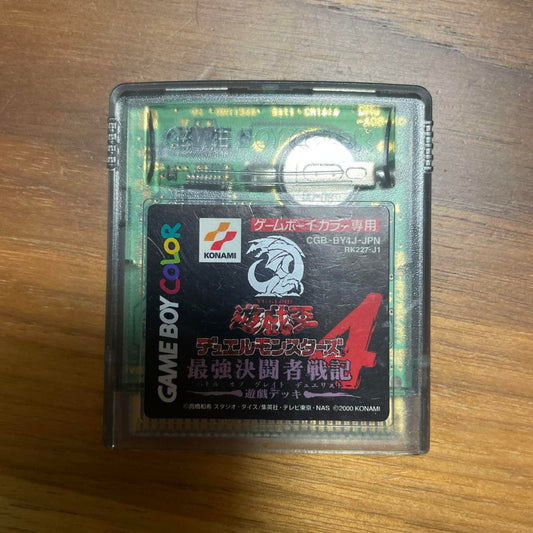 GAME BOY COLOR
KONAMI
ゲームボーイカラー専用
CGB-BY4J-JPN
RK227-J1
遊戯王
デュエルモンスターズ4
最強決闘者戦記
バトル オブ グレイト デュエリスト
遊戯デッキ
©高橋和希 スタジオ・ダイス/集英社・テレビ東京・NAS ©2000 KONAMI